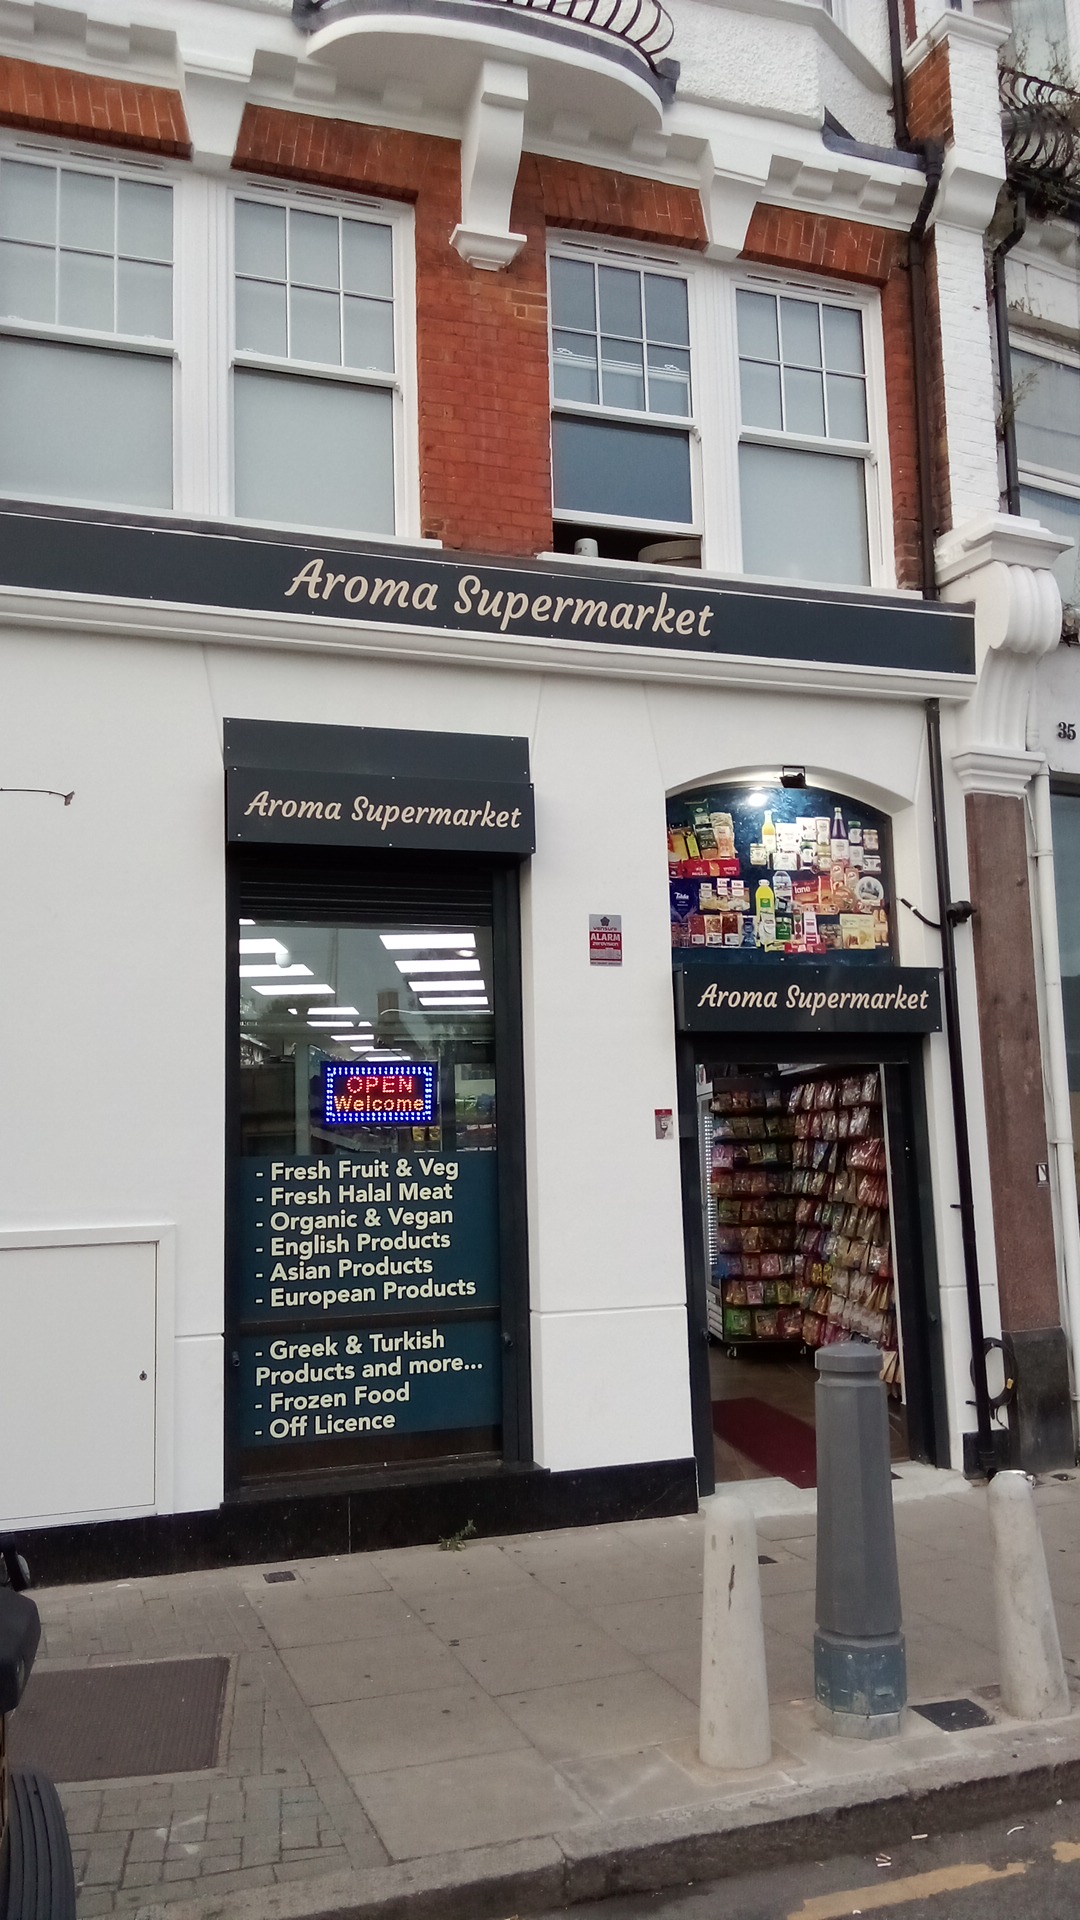 Aroma Supermarket
35
Aroma Supermarket
ALARM
Aroma Supermarket
OPEN
Welcome
- Fresh Fruit & Veg
- Fresh Halal Meat
- Organic & Vegan
- English Products
- Asian Products
- European Products
- Greek & Turkish
Products and more...
- Frozen Food
- Off Licence